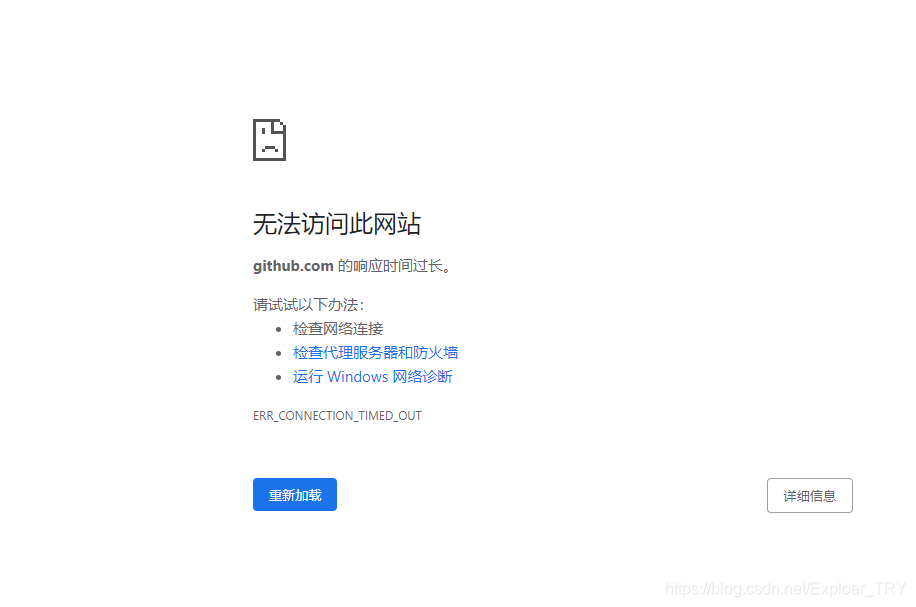 无法访问此网站
github.com 的响应时间过长。
请试试以下办法：
检查网络连接
检查代理服务器和防火墙
运行 Windows 网络诊断
ERR_CONNECTION_TIMED_OUT
重新加载
详细信息
https://blog.csdn.net/Exploer_TRY